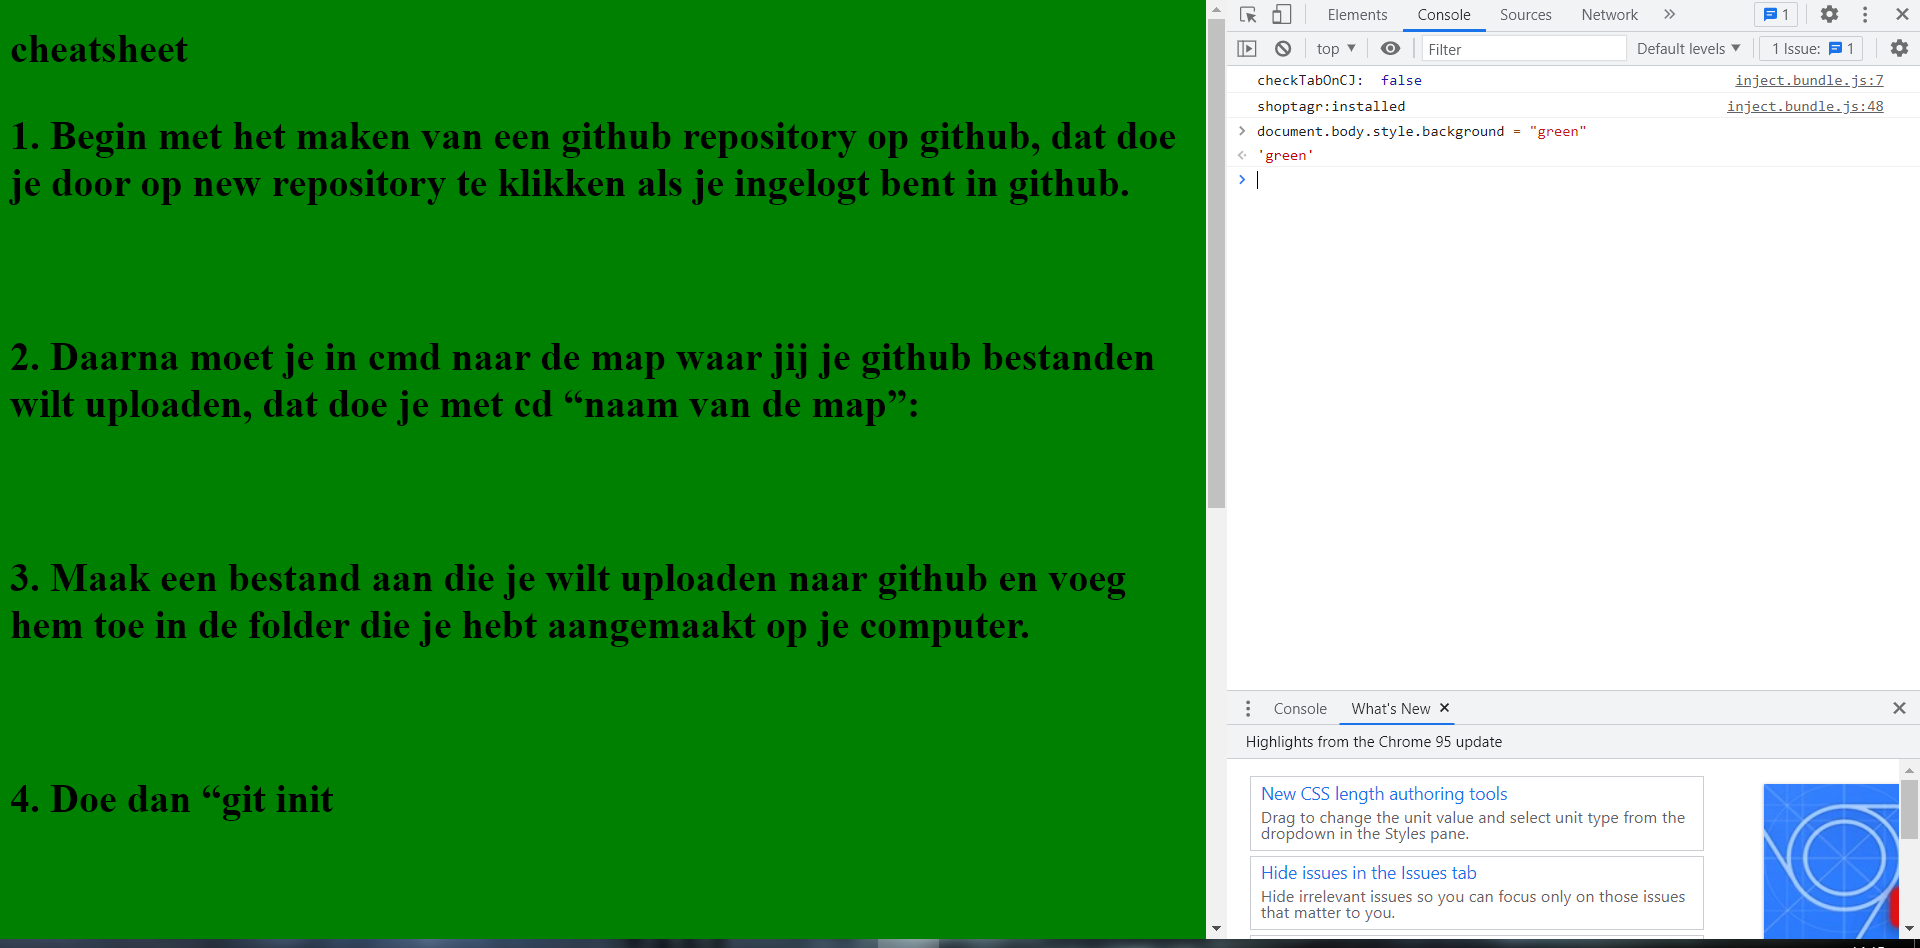 cheatsheet
1. Begin met het maken van een github repository op github, dat doe
je door op new repository te klikken als je ingelogt bent in github.
2. Daarna moet je in cmd naar de map waar jij je github bestanden
wilt uploaden, dat doe je met cd “naam van de map”:
3. Maak een bestand aan die je wilt uploaden naar github en voeg
hem toe in de folder die je hebt aangemaakt op je computer.
4. Doe dan “git init
Elements Console Sources Network 1
top Filter Default levels 1 Issue: 1
checkTabOnCJ: false inject.bundle.js:7
shoptagr:installed inject.bundle.js:48
document.body.style.background = "green"
'green'
Console What's New
Highlights from the Chrome 95 update
New CSS length authoring tools
Drag to change the unit value and select unit type from the
dropdown in the Styles pane.
Hide issues in the Issues tab
Hide irrelevant issues so you can focus only on those issues
that matter to you.